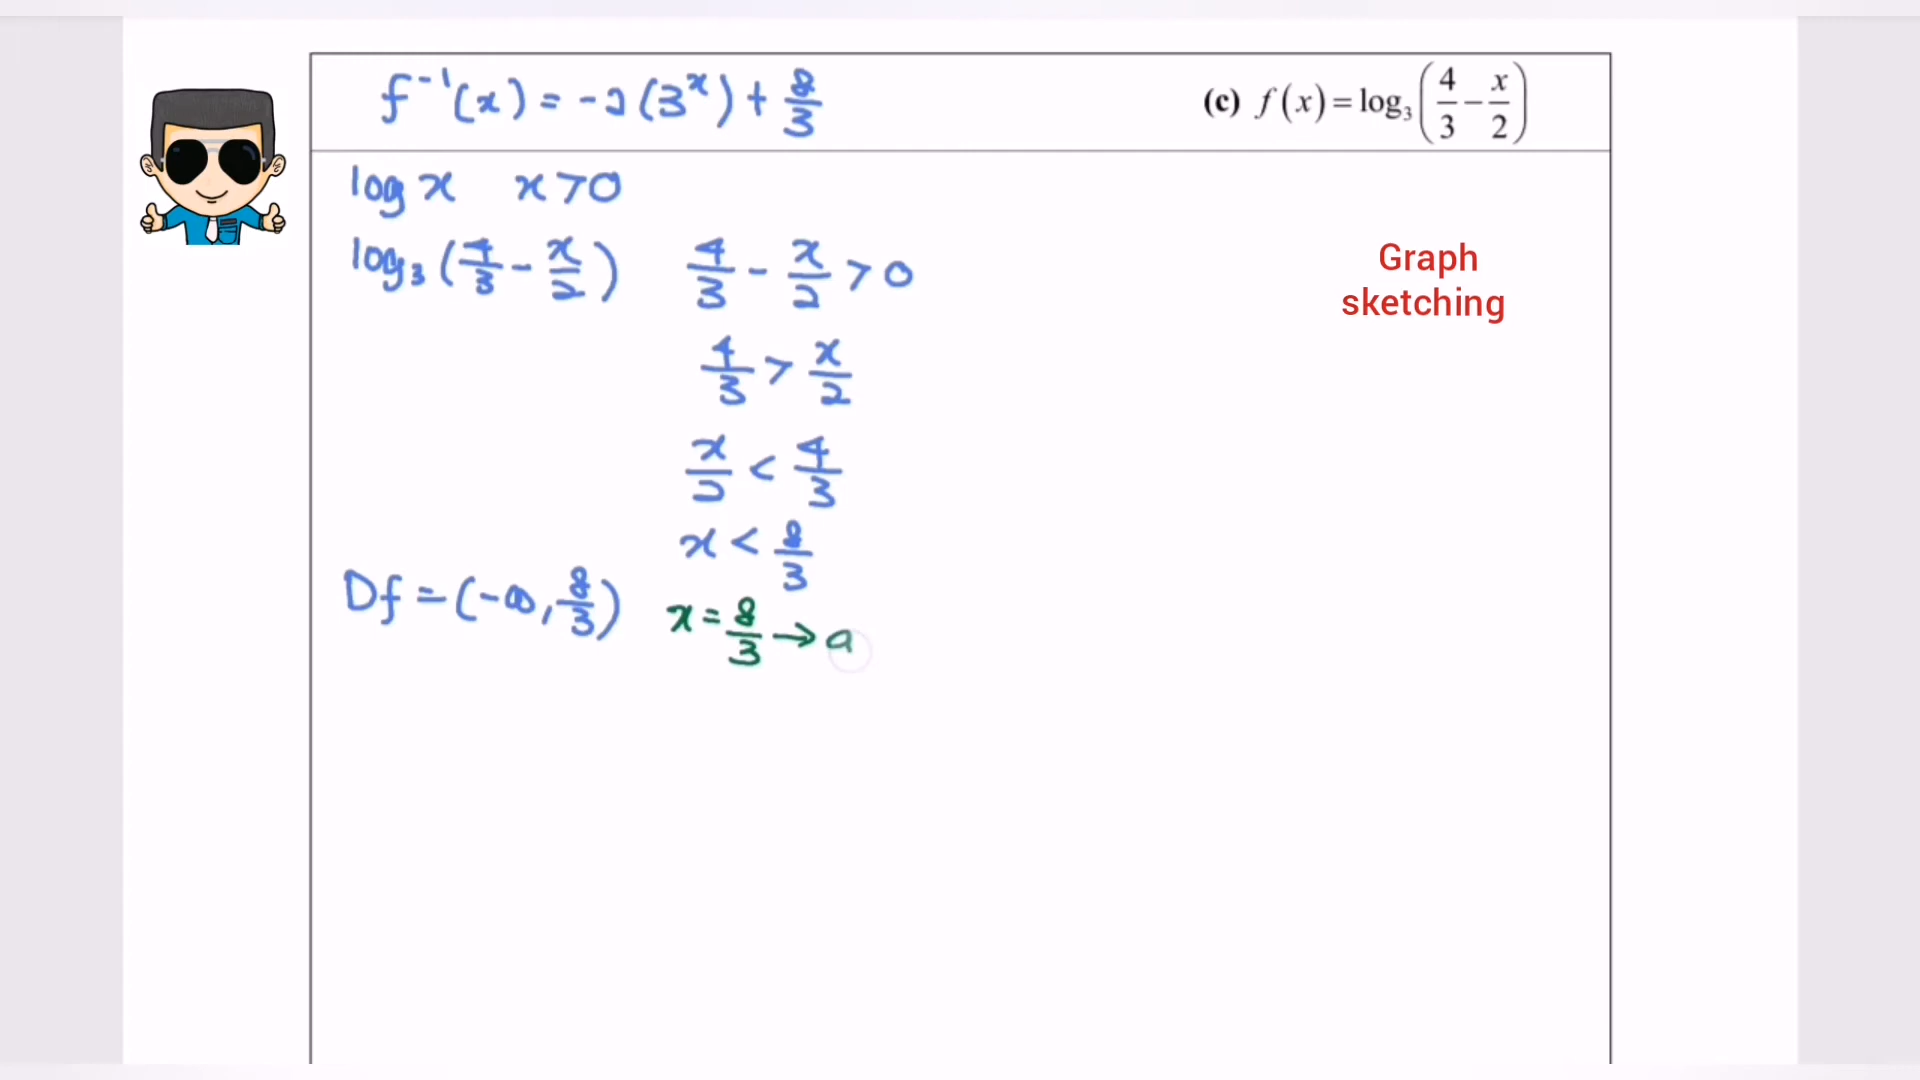 f⁻¹(x) = -2(3ˣ) + 8/3
(c) f(x) = log₃(4/3 − x/2)
log x x > 0
log₃(4/3 - x/2) 4/3 - x/2 > 0
Graph
sketching
4/3 > x/2
x/2 < 4/3
x < 8/3
Df = (-∞, 8/3) x = 8/3 → a